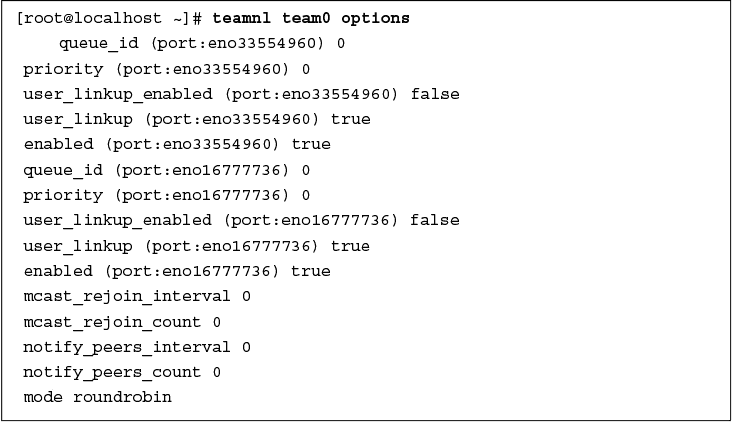 [root@localhost ~]# teamnl team0 options
queue_id (port:eno33554960) 0
priority (port:eno33554960) 0
user_linkup_enabled (port:eno33554960) false
user_linkup (port:eno33554960) true
enabled (port:eno33554960) true
queue_id (port:eno16777736) 0
priority (port:eno16777736) 0
user_linkup_enabled (port:eno16777736) false
user_linkup (port:eno16777736) true
enabled (port:eno16777736) true
mcast_rejoin_interval 0
mcast_rejoin_count 0
notify_peers_interval 0
notify_peers_count 0
mode roundrobin